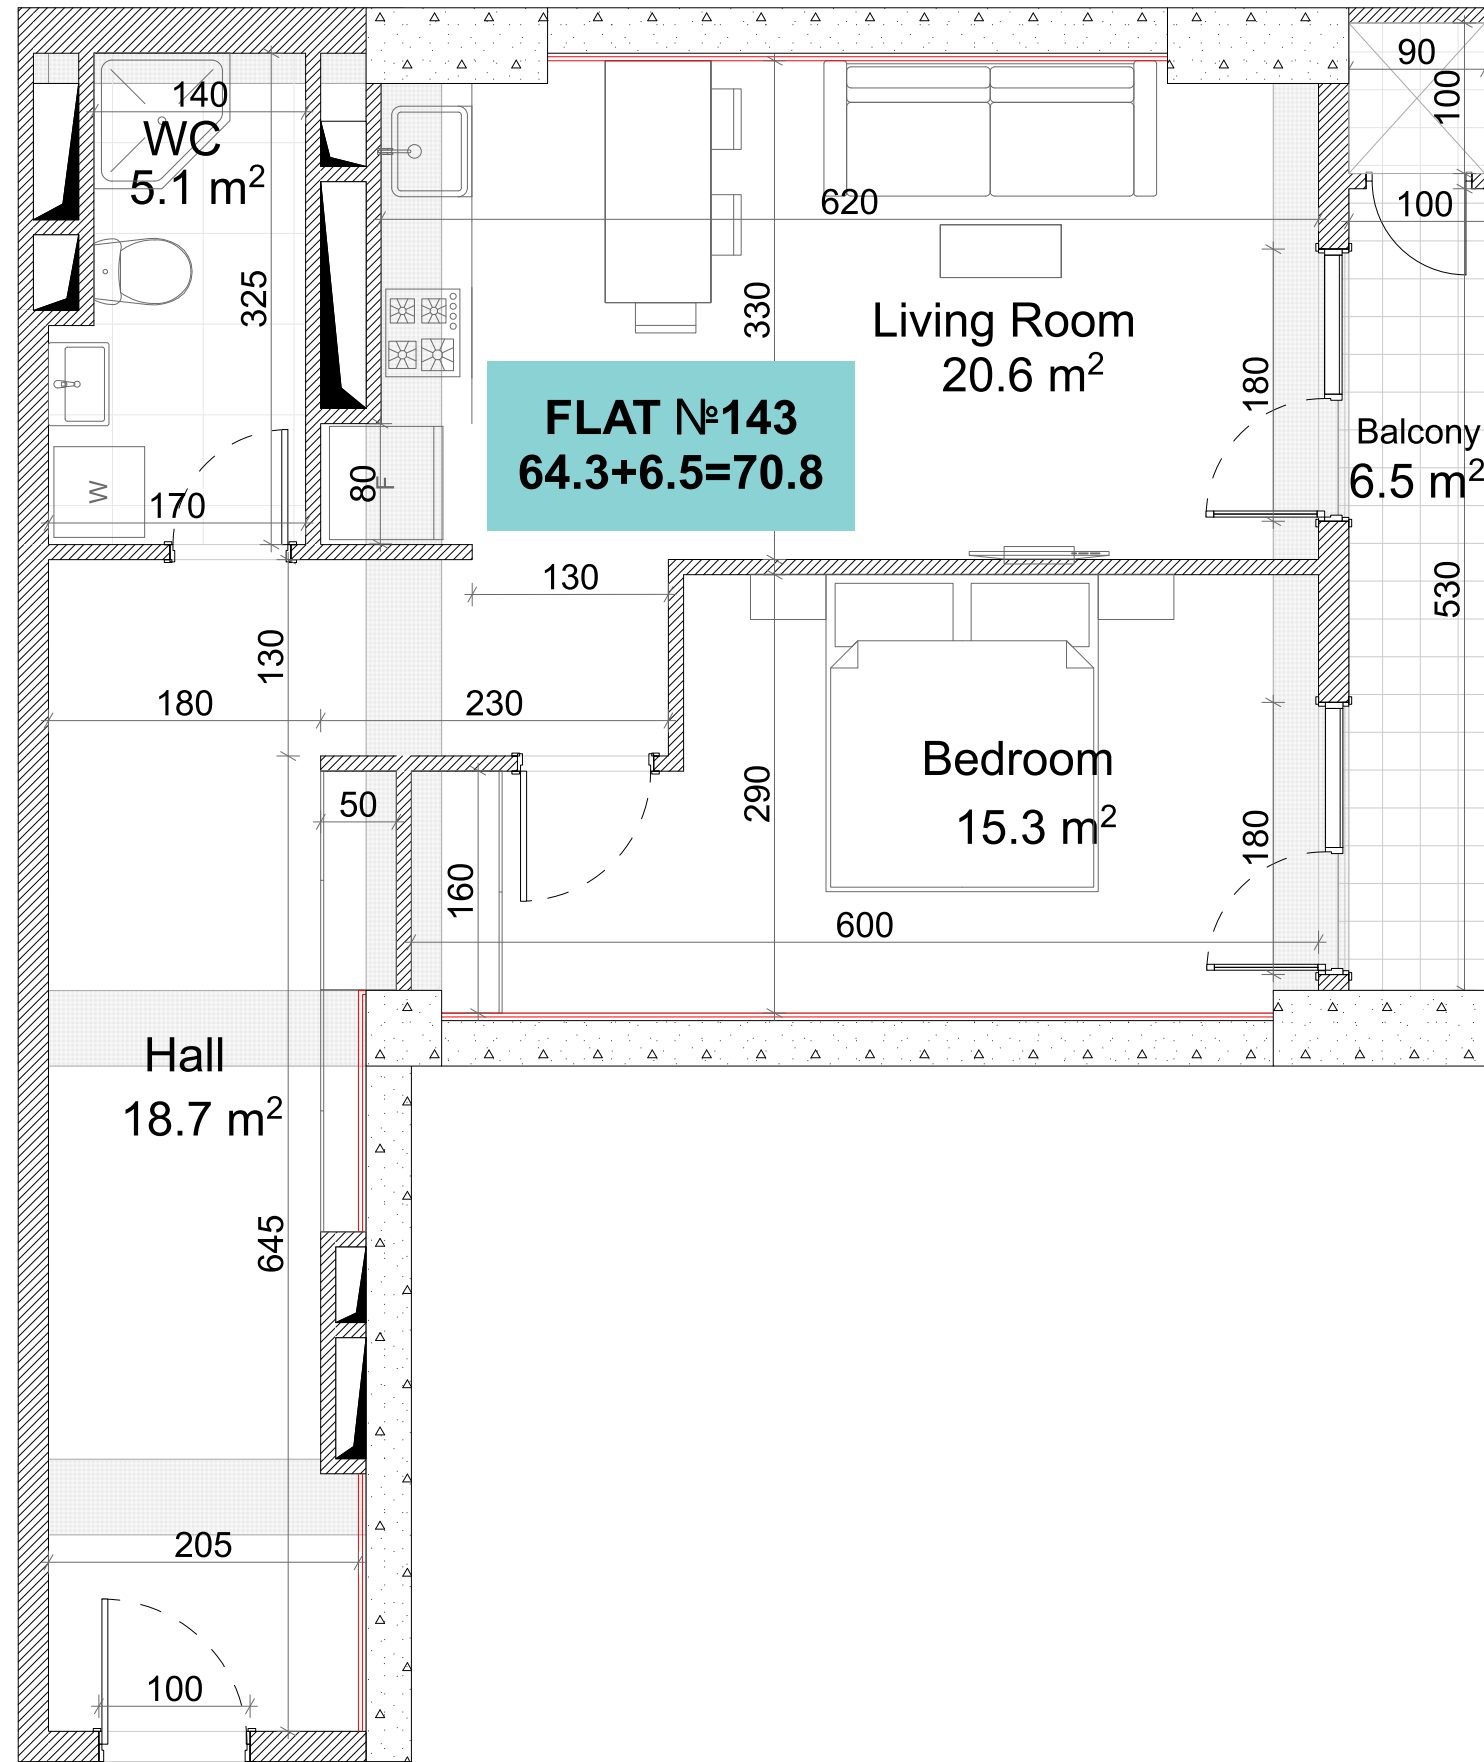 90
100
140
WC
5.1 m²
100
620
325
330
Living Room
20.6 m²
180
FLAT №143
64.3+6.5=70.8
Balcony
6.5 m²
80
F
W
170
130
530
130
180
230
Bedroom
15.3 m²
50
290
180
160
600
Hall
18.7 m²
645
205
100